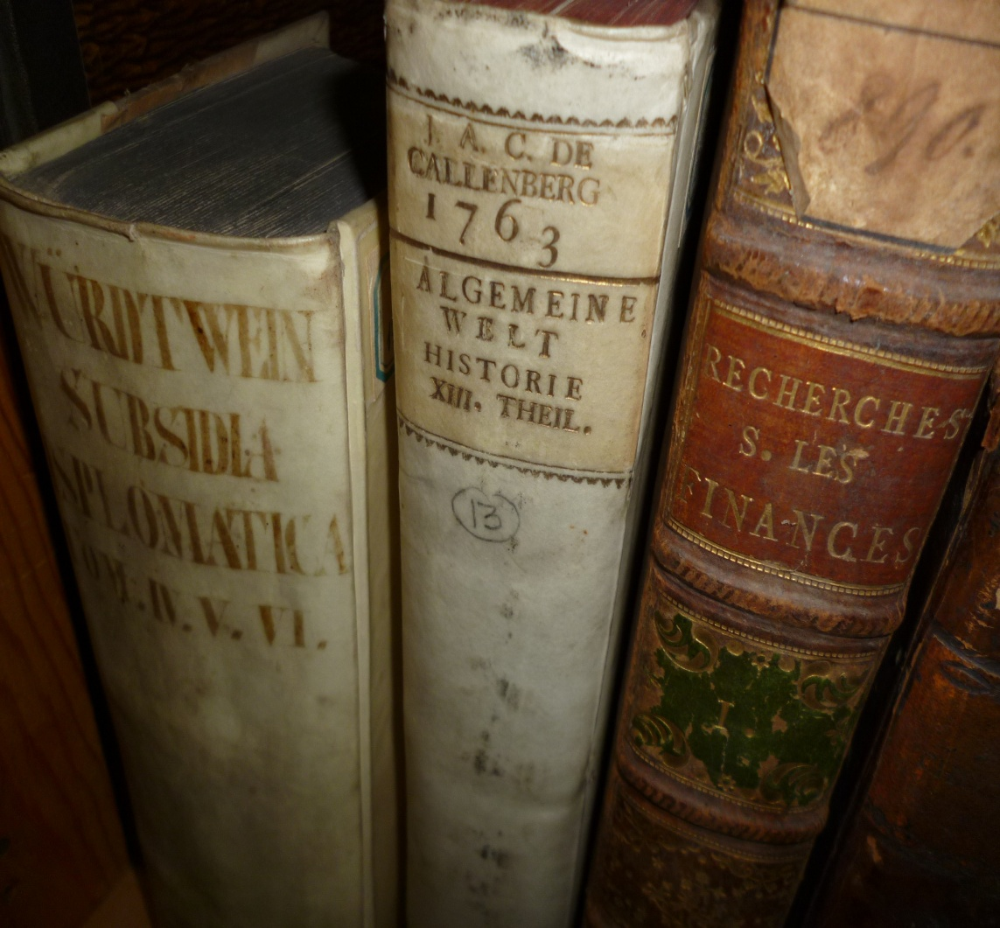 WÜRDTWEIN
SUBSIDIA
DIPLOMATICA
TOM. IV. V. VI.
I. A. C. DE
CALLENBERG
1763
ALGEMEINE
WELT
HISTORIE
XIII. THEIL.
13
RECHERCHES
S. LES
FINANCES
I.